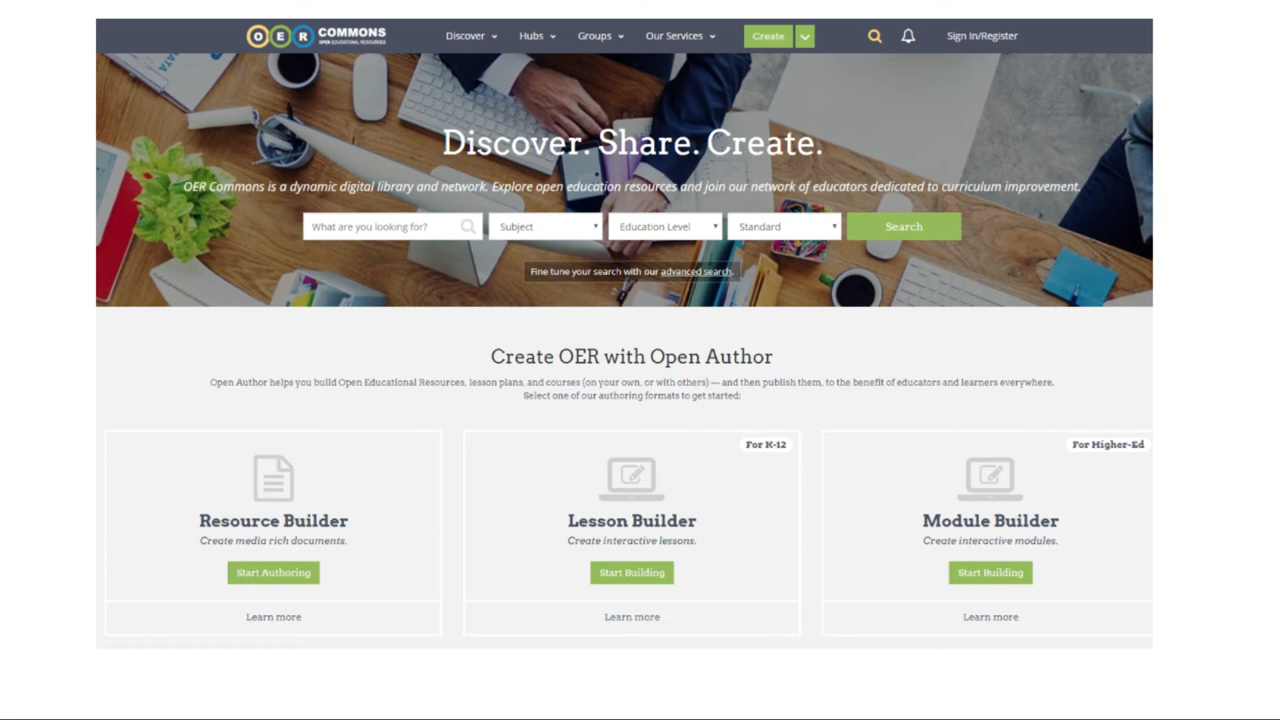 OER COMMONS
OPEN EDUCATIONAL RESOURCES
Discover Hubs Groups Our Services Create Sign In/Register
DATA
Discover. Share. Create.
OER Commons is a dynamic digital library and network. Explore open education resources and join our network of educators dedicated to curriculum improvement.
What are you looking for? Subject Education Level Standard Search
Fine tune your search with our advanced search.
Create OER with Open Author
Open Author helps you build Open Educational Resources, lesson plans, and courses (on your own, or with others) — and then publish them, to the benefit of educators and learners everywhere.
Select one of our authoring formats to get started:
For K-12 For Higher-Ed
Resource Builder Lesson Builder Module Builder
Create media rich documents. Create interactive lessons. Create interactive modules.
Start Authoring Start Building Start Building
Learn more Learn more Learn more